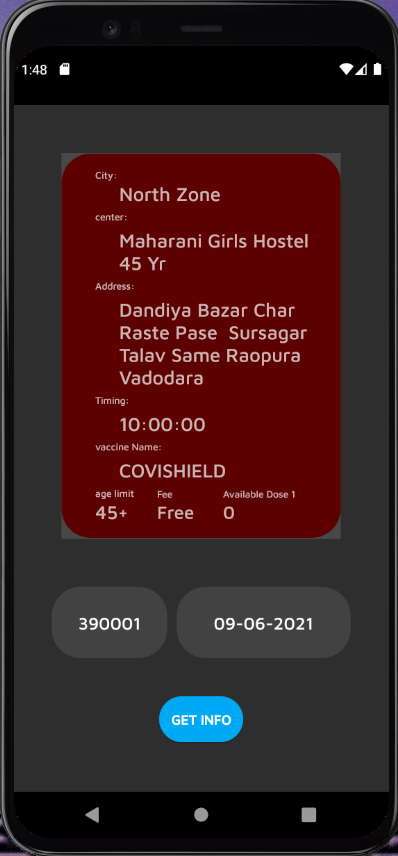 1:48
City:
North Zone
center:
Maharani Girls Hostel
45 Yr
Address:
Dandiya Bazar Char
Raste Pase  Sursagar
Talav Same Raopura
Vadodara
Timing:
10:00:00
vaccine Name:
COVISHIELD
age limit Fee Available Dose 1
45+ Free 0
390001 09-06-2021
GET INFO